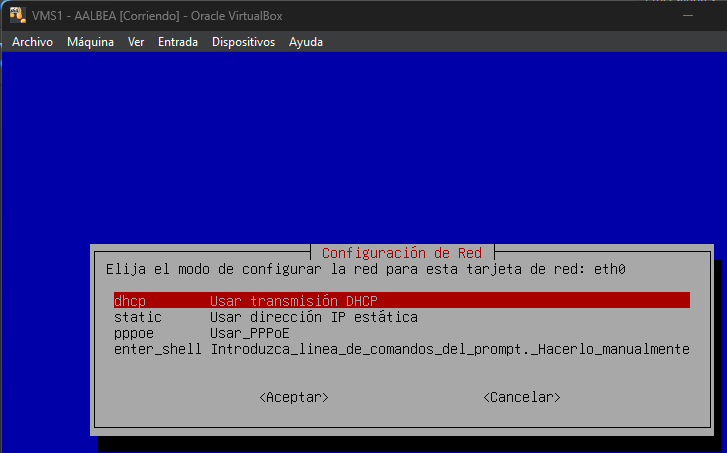 VMS1 - AALBEA [Corriendo] - Oracle VirtualBox
Archivo Máquina Ver Entrada Dispositivos Ayuda
Configuración de Red
Elija el modo de configurar la red para esta tarjeta de red: eth0
dhcp Usar transmisión DHCP
static Usar dirección IP estática
pppoe Usar_PPPoE
enter_shell Introduzca_linea_de_comandos_del_prompt._Hacerlo_manualmente
<Aceptar> <Cancelar>